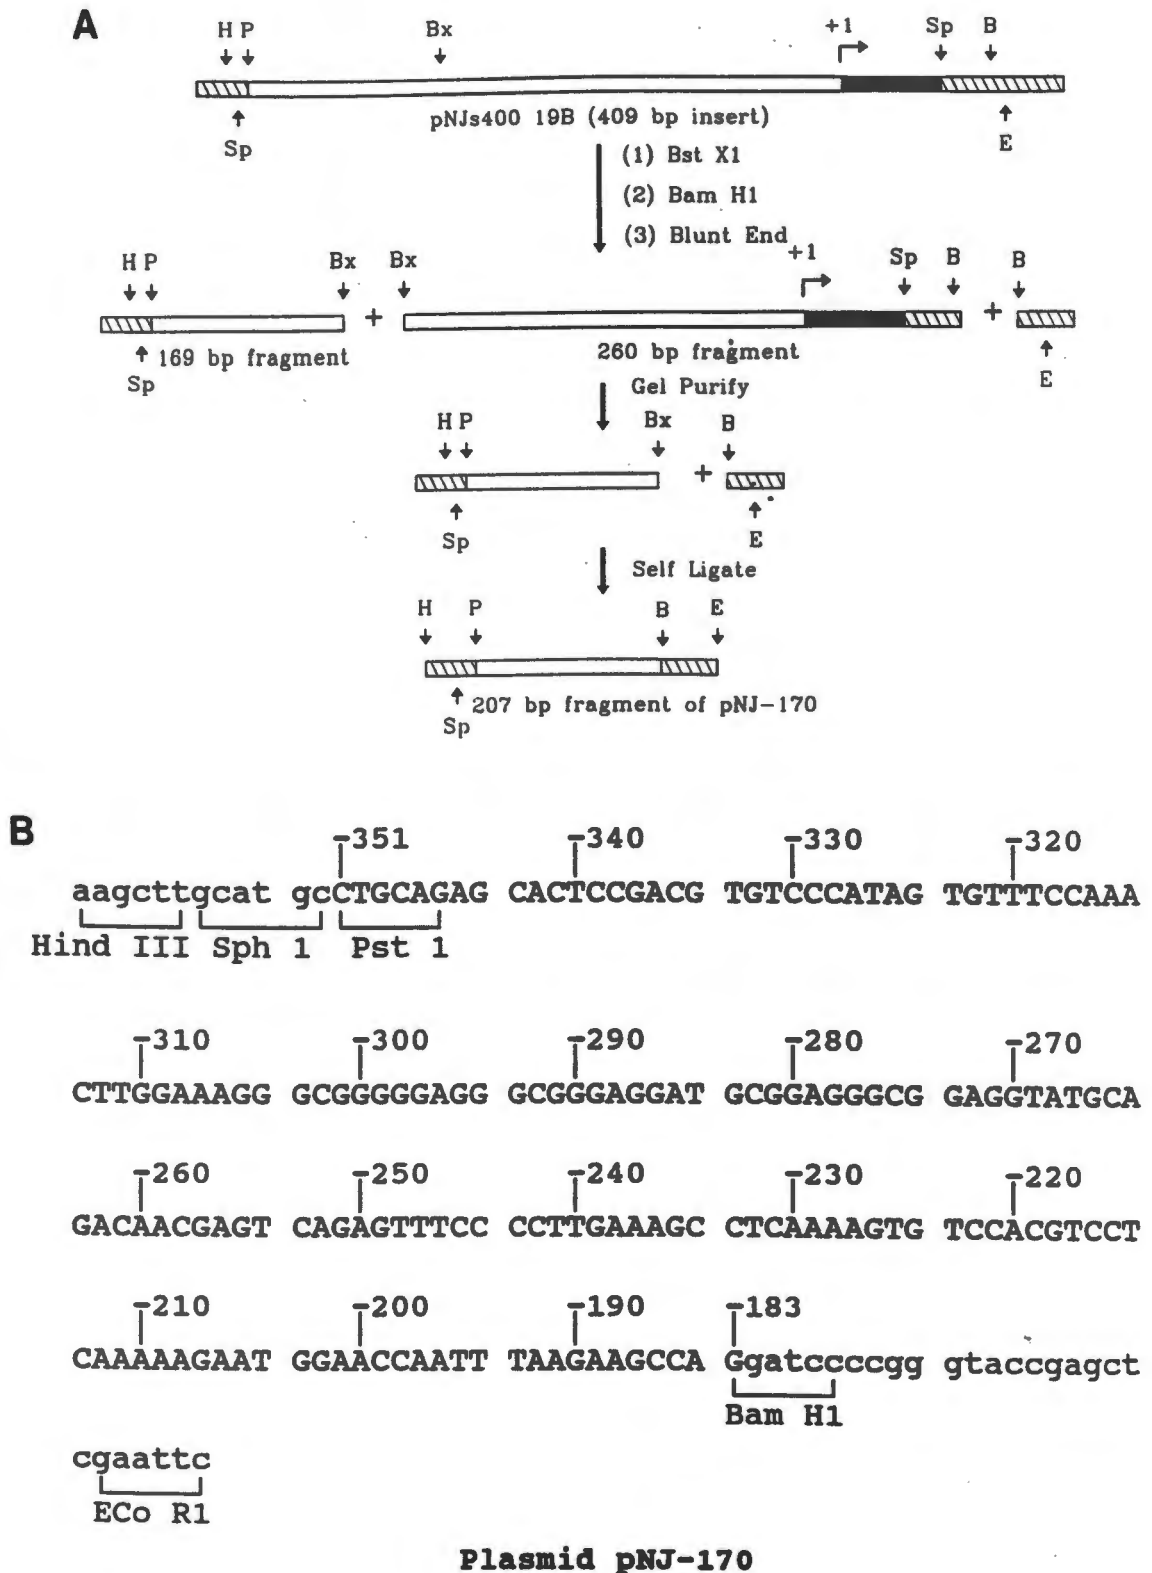 A
H P Bx +1 Sp B
pNJs400 19B (409 bp insert)
Sp E
(1) Bst X1
(2) Bam H1
(3) Blunt End
H P Bx Bx +1 Sp B B
+ +
169 bp fragment 260 bp fragment
Sp E
Gel Purify
H P Bx B
+
Sp E
Self Ligate
H P B E
207 bp fragment of pNJ-170
Sp
B
-351 -340 -330 -320
aagcttgcat gcCTGCAGAG CACTCCGACG TGTCCCATAG TGTTTCCAAA
Hind III Sph 1 Pst 1
-310 -300 -290 -280 -270
CTTGGAAAGG GCGGGGGAGG GCGGGAGGAT GCGGAGGGCG GAGGTATGCA
-260 -250 -240 -230 -220
GACAACGAGT CAGAGTTTCC CCTTGAAAGC CTCAAAAGTG TCCACGTCCT
-210 -200 -190 -183
CAAAAAGAAT GGAACCAATT TAAGAAGCCA GgatccccggG gtaccgagct
Bam H1
cgaattc
ECo R1
Plasmid pNJ-170